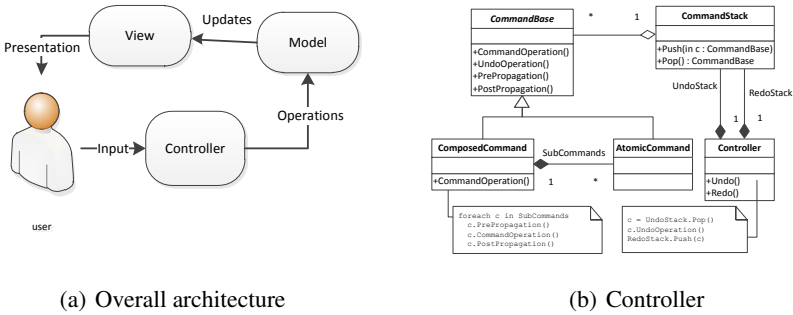 Updates
View
Model
Presentation
Operations
Input
Controller
user
(a) Overall architecture
CommandBase
+CommandOperation()
+UndoOperation()
+PrePropagation()
+PostPropagation()
*
1
CommandStack
+Push(in c : CommandBase)
+Pop() : CommandBase
UndoStack
RedoStack
1
1
ComposedCommand
+CommandOperation()
SubCommands
1
*
AtomicCommand
Controller
+Undo()
+Redo()
foreach c in SubCommands
c.PrePropagation()
c.CommandOperation()
c.PostPropagation()
c = UndoStack.Pop()
c.UndoOperation()
RedoStack.Push(c)
(b) Controller